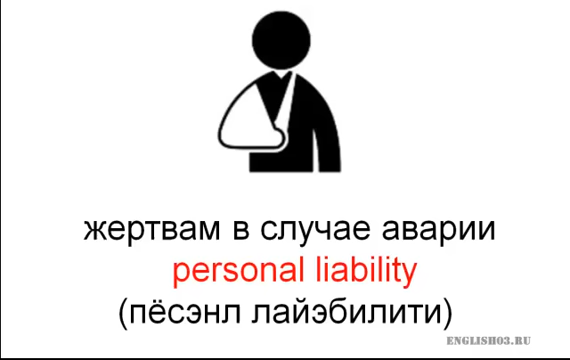 жертвам в случае аварии
personal liability
(пёсэнл лайэбилити)
ENGLISH03.RU